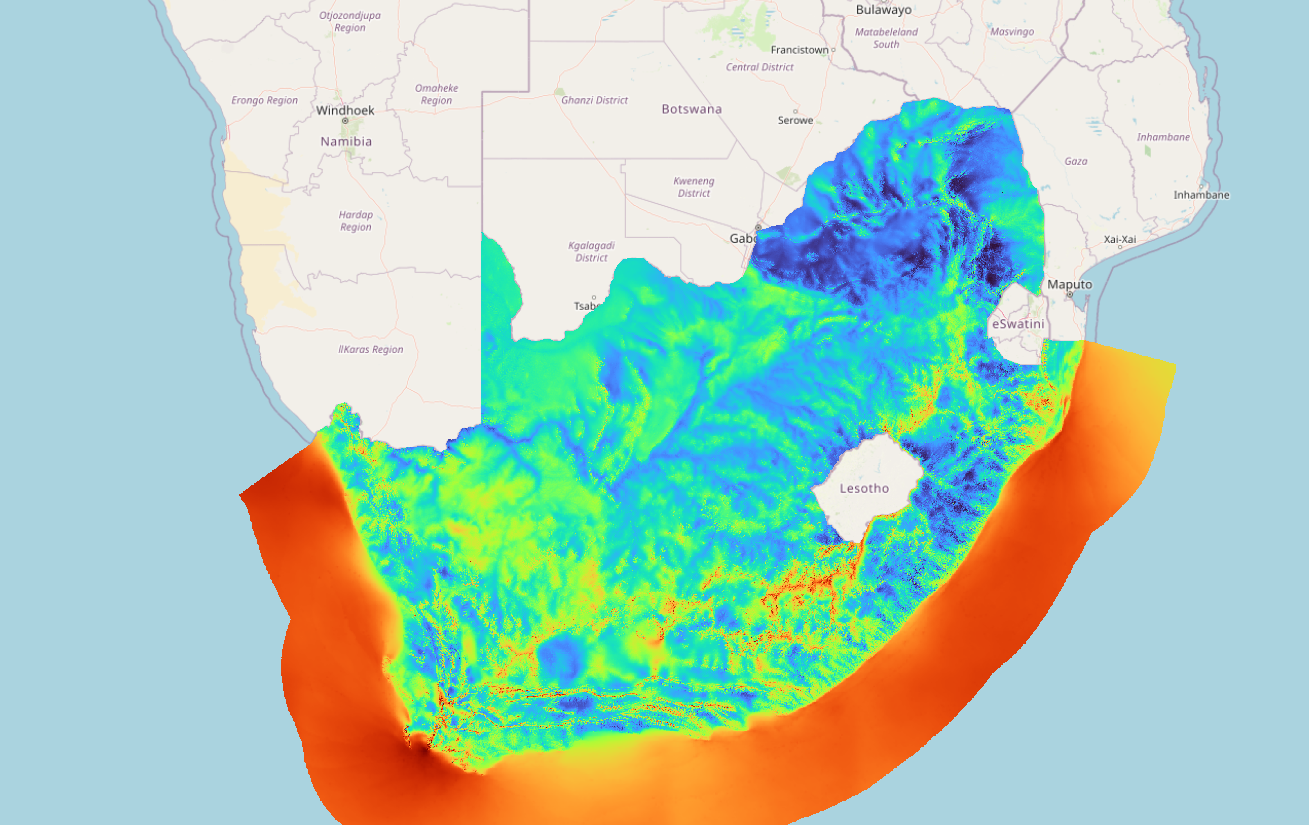 Otjozondjupa
Region
Bulawayo
Matabeleland
South
Masvingo
Francistown
Central District
Omaheke
Region
Erongo Region
Windhoek
Ghanzi District
Botswana
Serowe
Namibia
Inhambane
Gaza
Kweneng
District
Inhambane
Hardap
Region
Gabo
Xai-Xai
Kgalagadi
District
Maputo
Tsabo
eSwatini
llKaras Region
Lesotho